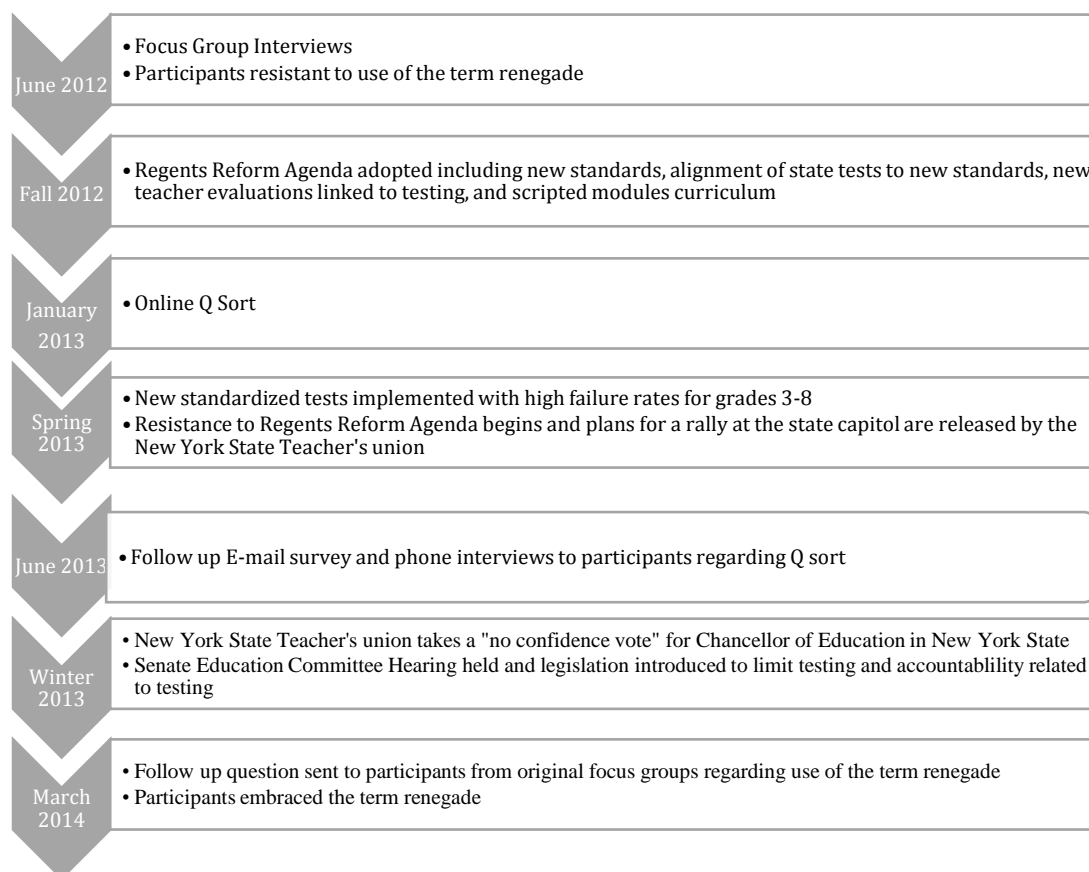 • Focus Group Interviews
• Participants resistant to use of the term renegade
June 2012
• Regents Reform Agenda adopted including new standards, alignment of state tests to new standards, new
teacher evaluations linked to testing, and scripted modules curriculum
Fall 2012
• Online Q Sort
January
2013
• New standardized tests implemented with high failure rates for grades 3-8
• Resistance to Regents Reform Agenda begins and plans for a rally at the state capitol are released by the
New York State Teacher's union
Spring
2013
• Follow up E-mail survey and phone interviews to participants regarding Q sort
June 2013
• New York State Teacher's union takes a "no confidence vote" for Chancellor of Education in New York State
• Senate Education Committee Hearing held and legislation introduced to limit testing and accountablility related
to testing
Winter
2013
• Follow up question sent to participants from original focus groups regarding use of the term renegade
• Participants embraced the term renegade
March
2014